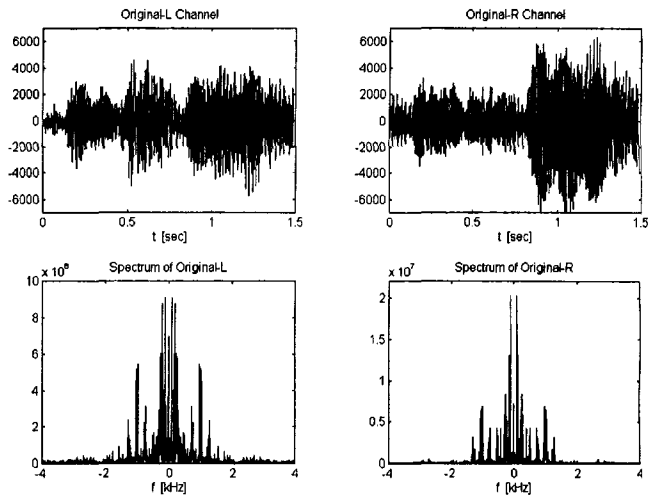 Original-L Channel
6000
4000
2000
0
-2000
-4000
-6000
0 0.5 1 1.5
t [sec]
Original-R Channel
6000
4000
2000
0
-2000
-4000
-6000
0 0.5 1 1.5
t [sec]
Spectrum of Original-L
x 10^6
10
8
6
4
2
0
-4 -2 0 2 4
f [kHz]
Spectrum of Original-R
x 10^7
2
1.5
1
0.5
0
-4 -2 0 2 4
f [kHz]